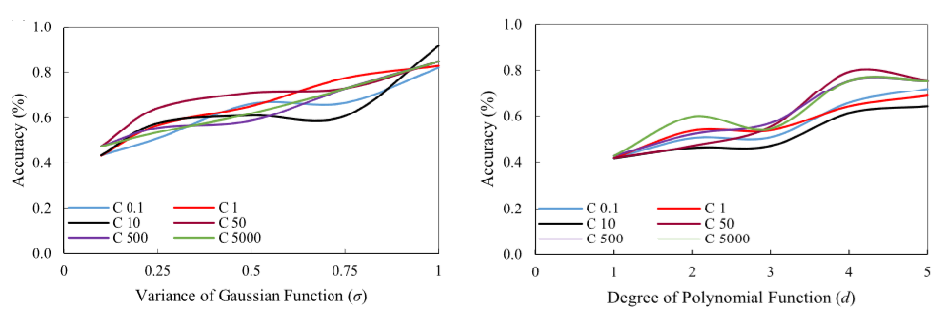 1.0
0.8
0.6
0.4
0.2
0.0
Accuracy (%)
C 0.1
C 1
C 10
C 50
C 500
C 5000
0
0.25
0.5
0.75
1
Variance of Gaussian Function (σ)
1.0
0.8
0.6
0.4
0.2
0.0
Accuracy (%)
C 0.1
C 1
C 10
C 50
C 500
C 5000
0
1
2
3
4
5
Degree of Polynomial Function (d)